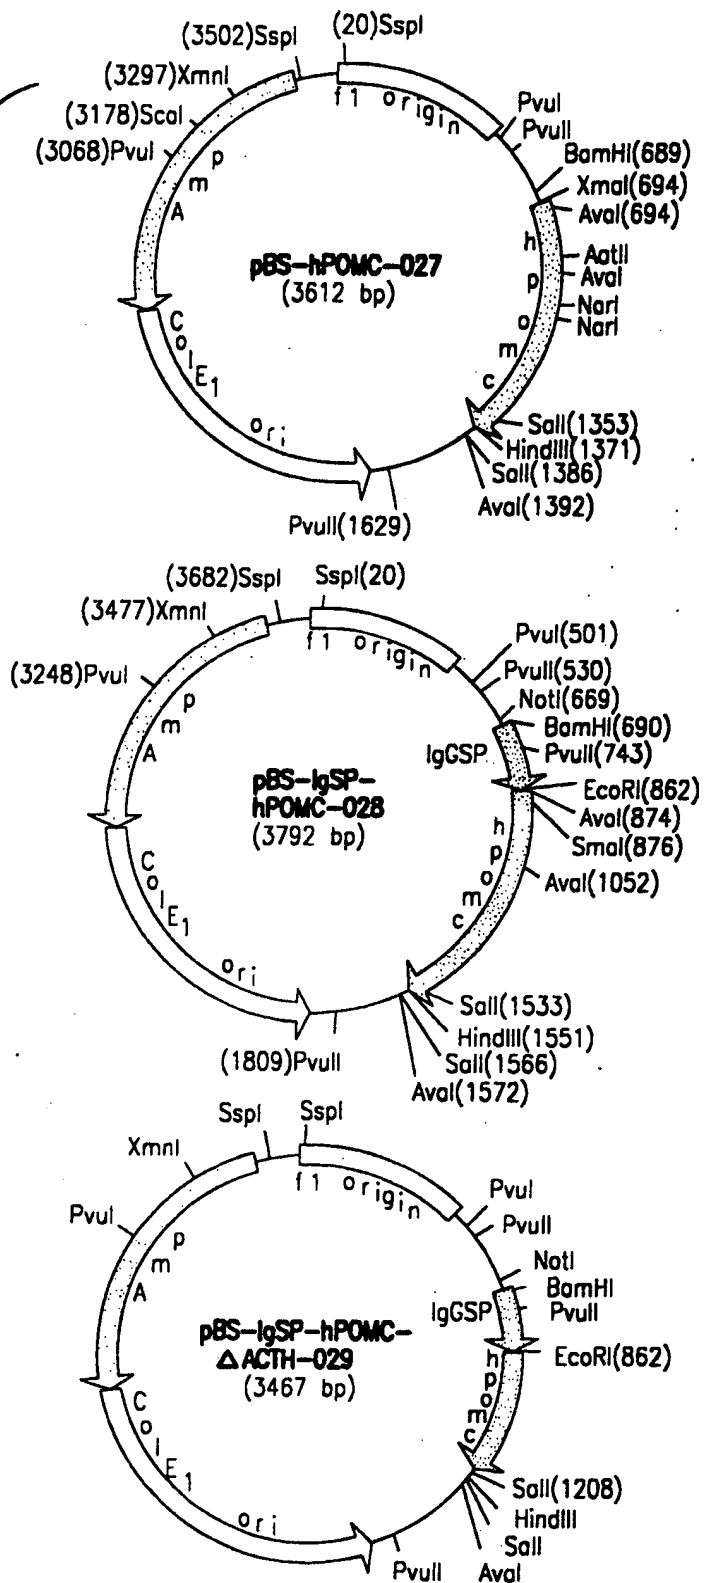 (3502)SspI
(20)SspI
(3297)XmnI
(3178)ScaI
(3068)PvuI
PvuI
PvuII
BamHI(689)
XmaI(694)
AvaI(694)
AatII
AvaI
NarI
NarI
SalI(1353)
HindIII(1371)
SalI(1386)
AvaI(1392)
PvuII(1629)
f1 origin
Amp
hpomc
ColE1 ori
pBS-hPOMC-027
(3612 bp)
(3682)SspI
SspI(20)
(3477)XmnI
(3248)PvuI
PvuI(501)
PvuII(530)
NotI(669)
BamHI(690)
PvuII(743)
EcoRI(862)
AvaI(874)
SmaI(876)
AvaI(1052)
SalI(1533)
HindIII(1551)
SalI(1566)
AvaI(1572)
(1809)PvuII
f1 origin
Amp
IgGSP
hpomc
ColE1 ori
pBS-IgSP-
hPOMC-028
(3792 bp)
SspI
SspI
XmnI
PvuI
PvuI
PvuII
NotI
BamHI
PvuII
EcoRI(862)
SalI(1208)
HindIII
SalI
AvaI
PvuII
f1 origin
Amp
IgGSP
hpomc
ColE1 ori
pBS-IgSP-hPOMC-
Δ ACTH-029
(3467 bp)